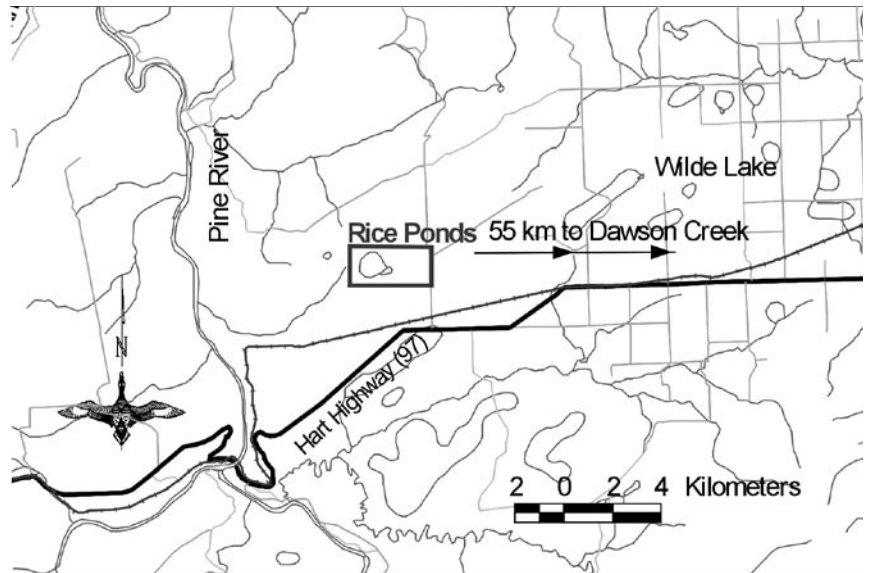 Pine River
Wilde Lake
Rice Ponds
55 km to Dawson Creek
N
Hart Highway (97)
2 0 2 4 Kilometers